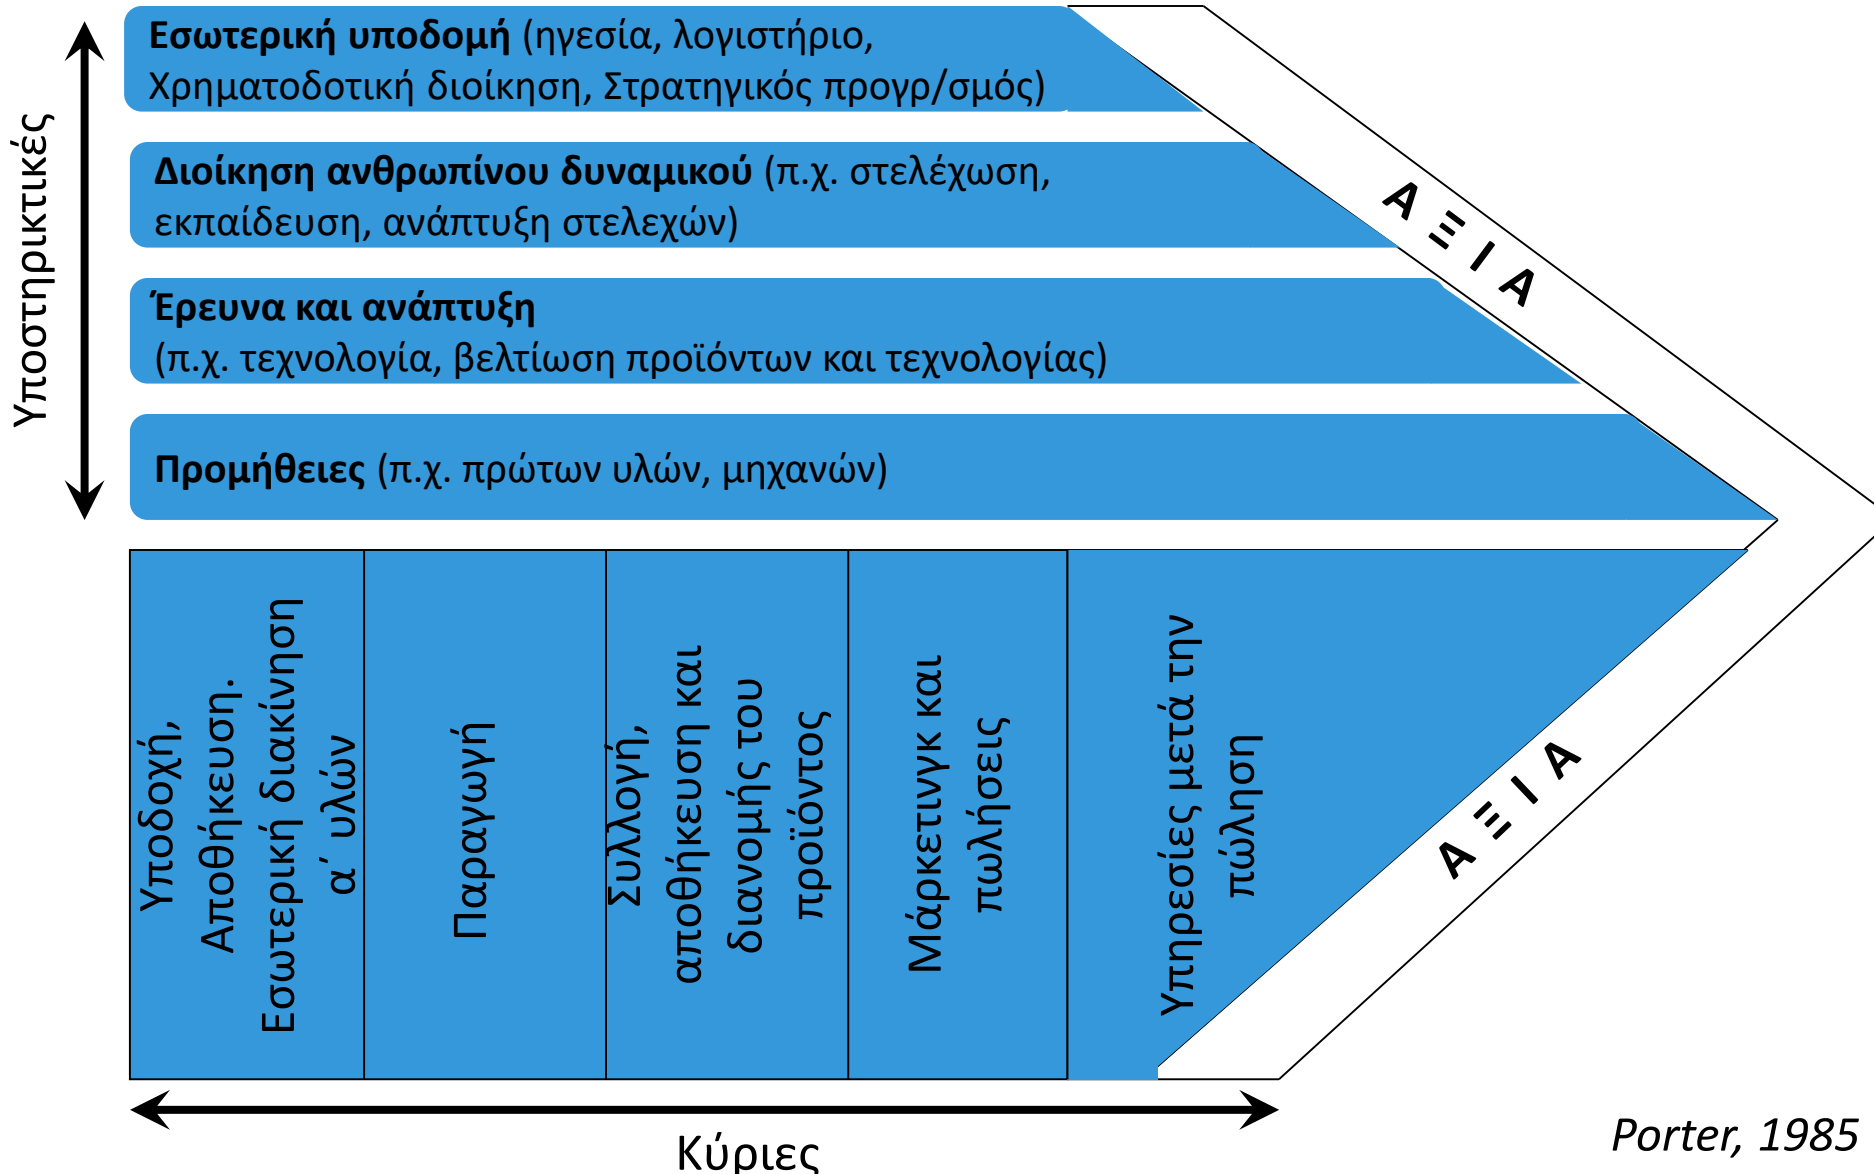 Υποστηρικτικές
Εσωτερική υποδομή (ηγεσία, λογιστήριο,
Χρηματοδοτική διοίκηση, Στρατηγικός προγρ/σμός)
Διοίκηση ανθρωπίνου δυναμικού (π.χ. στελέχωση,
εκπαίδευση, ανάπτυξη στελεχών)
Έρευνα και ανάπτυξη
(π.χ. τεχνολογία, βελτίωση προϊόντων και τεχνολογίας)
Προμήθειες (π.χ. πρώτων υλών, μηχανών)
ΑΞΙΑ
Υποδοχή,
Αποθήκευση.
Εσωτερική διακίνηση
α΄ υλών
Παραγωγή
Συλλογή,
αποθήκευση και
διανομής του
προϊόντος
Μάρκετινγκ και
πωλήσεις
Υπηρεσίες μετά την
πώληση
ΑΞΙΑ
Κύριες
Porter, 1985